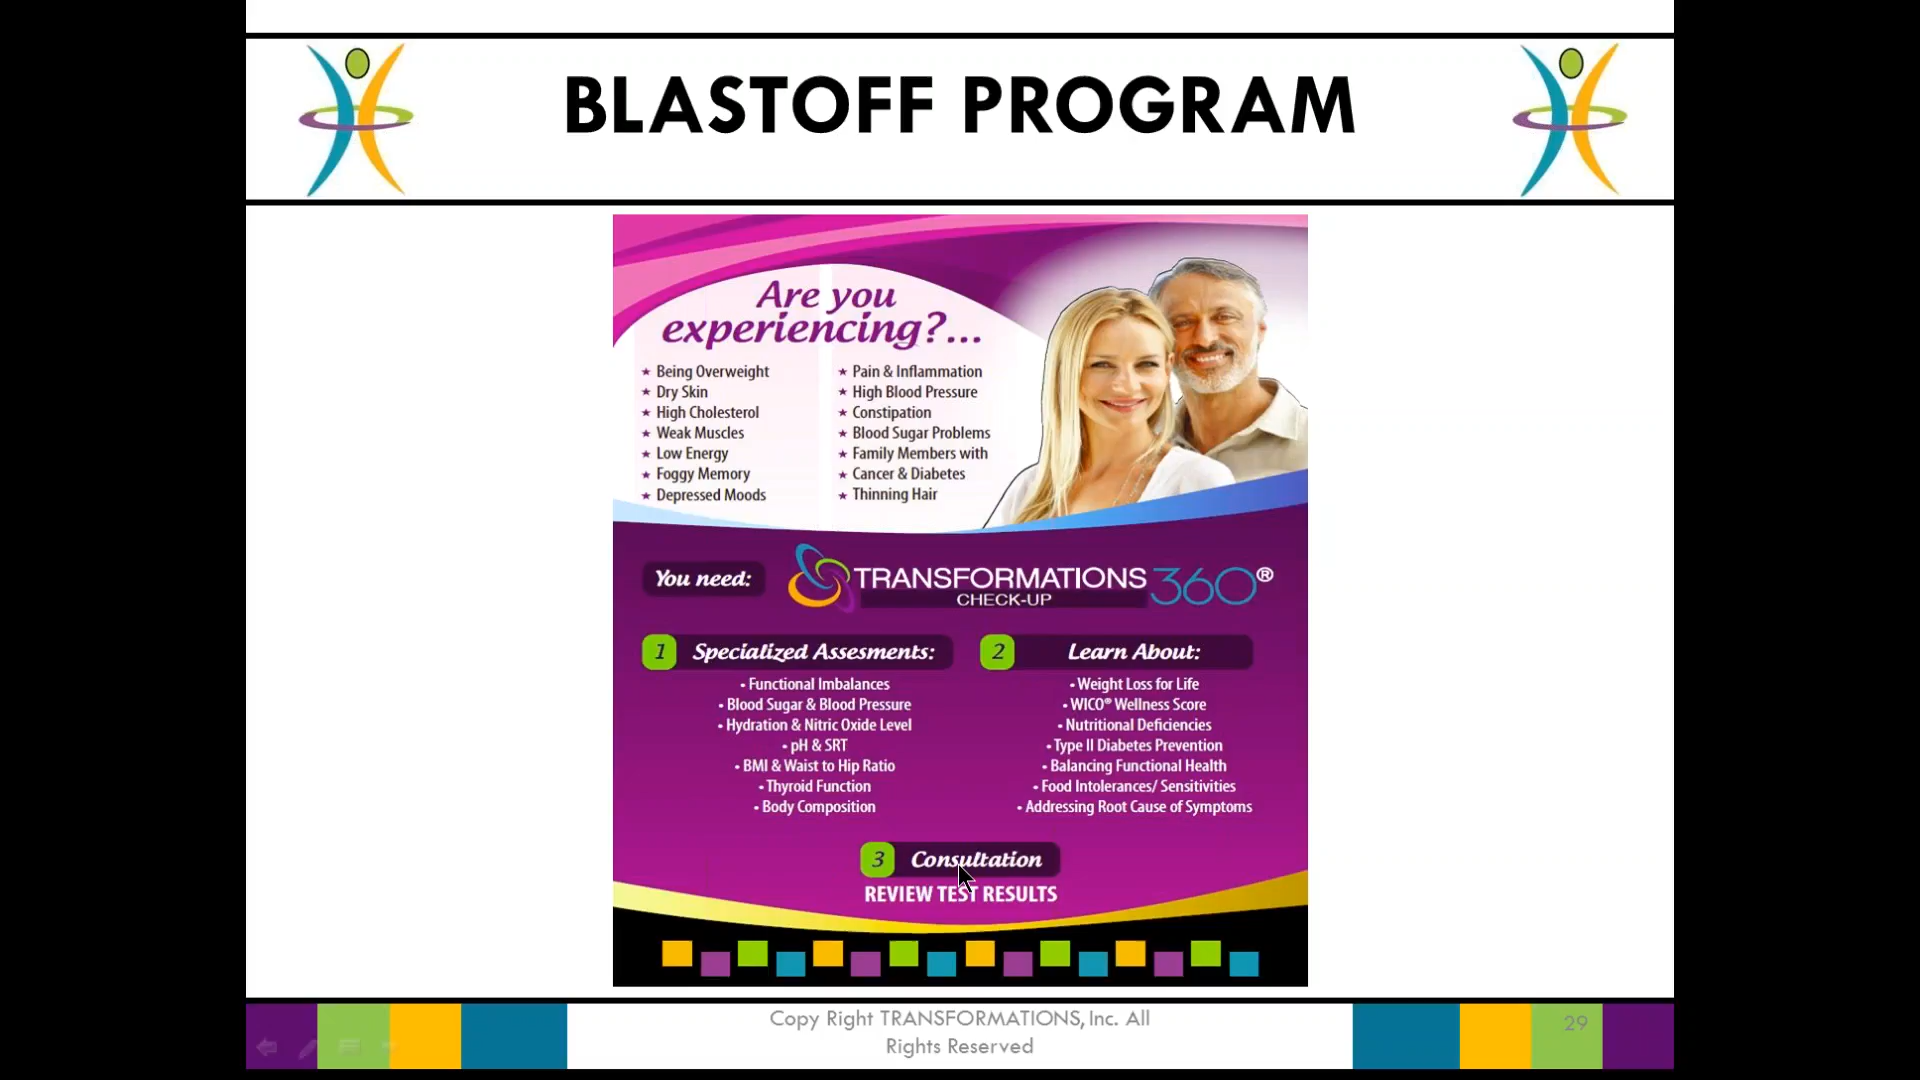 BLASTOFF PROGRAM
Are you
experiencing?...
★ Being Overweight
★ Dry Skin
★ High Cholesterol
★ Weak Muscles
★ Low Energy
★ Foggy Memory
★ Depressed Moods
★ Pain & Inflammation
★ High Blood Pressure
★ Constipation
★ Blood Sugar Problems
★ Family Members with
★ Cancer & Diabetes
★ Thinning Hair
You need:
TRANSFORMATIONS 360®
CHECK-UP
1 Specialized Assesments:
• Functional Imbalances
• Blood Sugar & Blood Pressure
• Hydration & Nitric Oxide Level
• pH & SRT
• BMI & Waist to Hip Ratio
• Thyroid Function
• Body Composition
2 Learn About:
• Weight Loss for Life
• WICO® Wellness Score
• Nutritional Deficiencies
• Type II Diabetes Prevention
• Balancing Functional Health
• Food Intolerances/ Sensitivities
• Addressing Root Cause of Symptoms
3 Consultation
REVIEW TEST RESULTS
Copy Right TRANSFORMATIONS, Inc. All
Rights Reserved
29